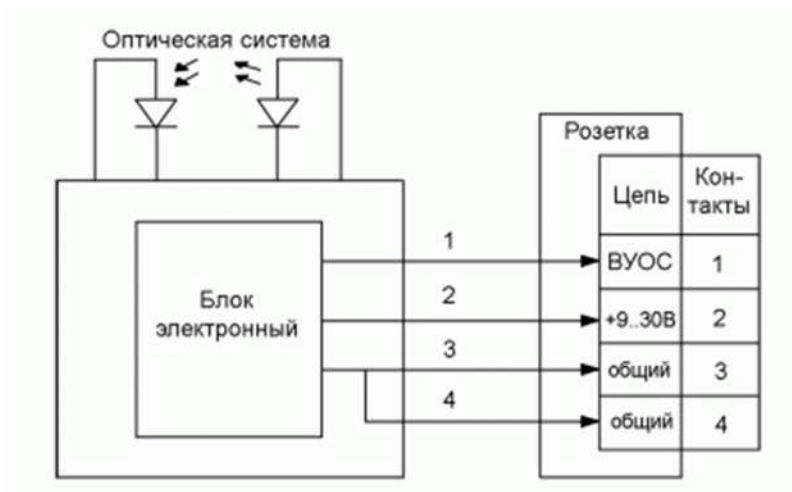 Оптическая система
Розетка
Цепь
Кон-
такты
1
ВУОС
1
Блок
электронный
2
+9..30В
2
3
общий
3
4
общий
4